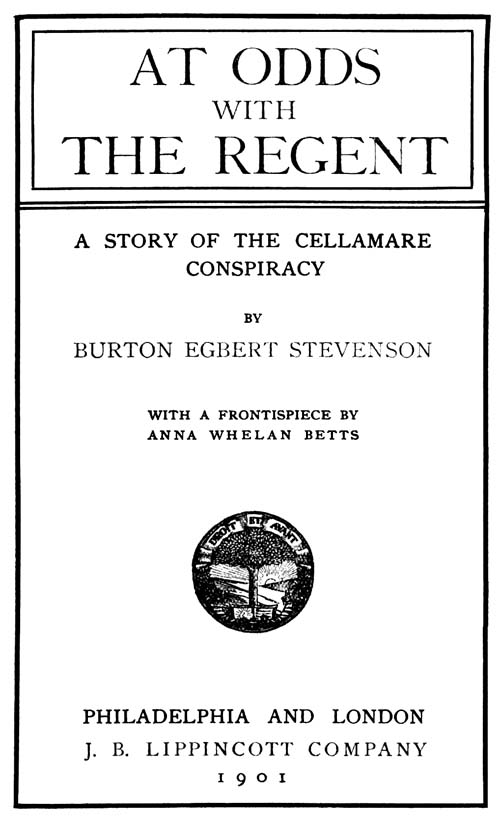 AT ODDS
WITH
THE REGENT
A STORY OF THE CELLAMARE
CONSPIRACY
BY
BURTON EGBERT STEVENSON
WITH A FRONTISPIECE BY
ANNA WHELAN BETTS
DROIT ET AVANT
PHILADELPHIA AND LONDON
J. B. LIPPINCOTT COMPANY
1901